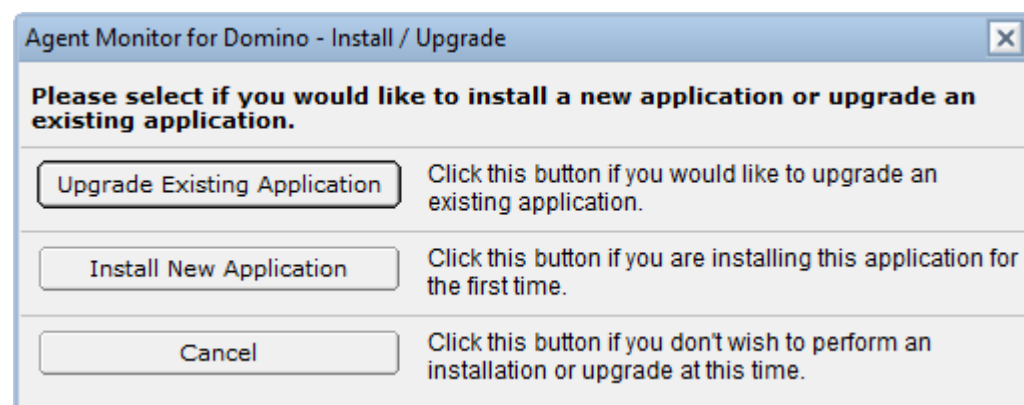 Agent Monitor for Domino - Install / Upgrade
Please select if you would like to install a new application or upgrade an
existing application.
Upgrade Existing Application
Click this button if you would like to upgrade an
existing application.
Install New Application
Click this button if you are installing this application for
the first time.
Cancel
Click this button if you don't wish to perform an
installation or upgrade at this time.